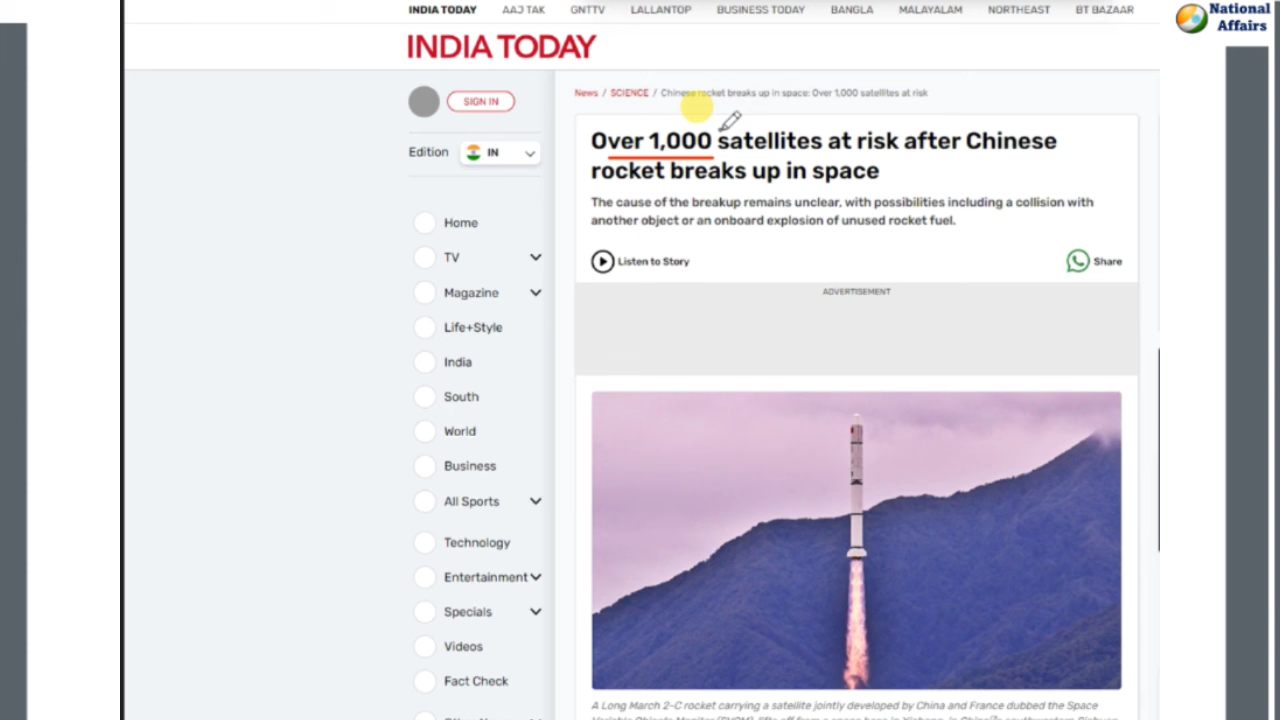 INDIA TODAY AAJ TAK GNTTV LALLANTOP BUSINESS TODAY BANGLA MALAYALAM NORTHEAST BT BAZAAR
National
Affairs
INDIA TODAY
SIGN IN
Edition IN
Home
TV
Magazine
Life+Style
India
South
World
Business
All Sports
Technology
Entertainment
Specials
Videos
Fact Check
News / SCIENCE / Chinese rocket breaks up in space: Over 1,000 satellites at risk
Over 1,000 satellites at risk after Chinese
rocket breaks up in space
The cause of the breakup remains unclear, with possibilities including a collision with
another object or an onboard explosion of unused rocket fuel.
Listen to Story
Share
ADVERTISEMENT
A Long March 2-C rocket carrying a satellite jointly developed by China and France dubbed the Space